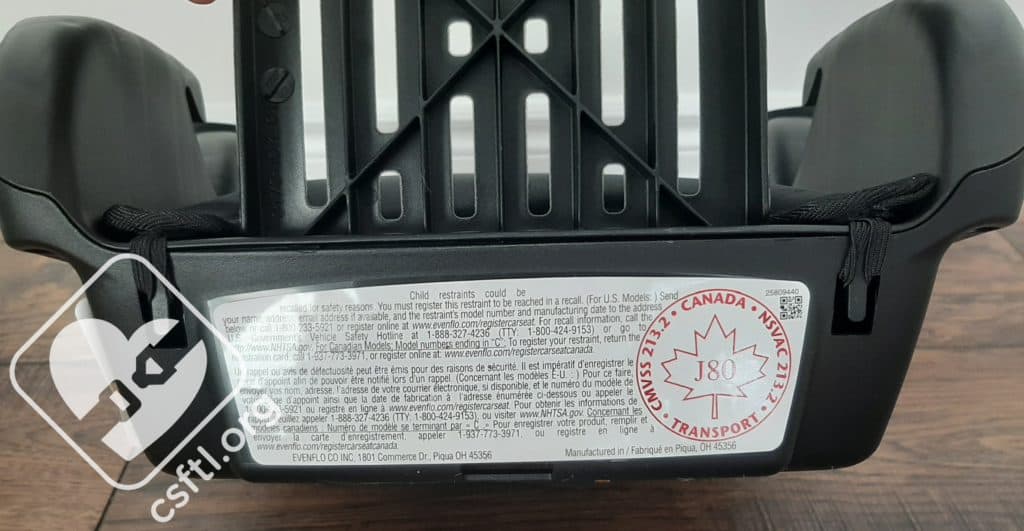 Child restraints could be
recalled for safety reasons. You must register this restraint to be reached in a recall. (For U.S. Models: ) Send
your name, address, email address if available, and the restraint's model number and manufacturing date to the address
below or call 1-800-233-5921 or register online at www.evenflo.com/registercarseat. For recall information, call the
U.S. Government's Vehicle Safety Hotline at 1-888-327-4236 (TTY: 1-800-424-9153) or go to
http://www.NHTSA.gov. For Canadian Models: Model numbers ending in "C": To register your restraint, return the
registration card, call 1-937-773-3971, or register online at: www.evenflo.com/registercarseatcanada.
Un rappel ou avis de défectuosité peut être émis pour des raisons de sécurité. Il est impératif d'enregistrer le
siège d'appoint afin de pouvoir être notifié lors d'un rappel. (Concernant les modèles É-U. : ) Pour ce faire,
envoyer vos nom, adresse, l'adresse de votre courrier électronique, si disponible, et le numéro du modèle de
d'appoint ainsi que la date de fabrication à l'adresse énumérée ci-dessous ou appeler le
-5921 ou registre en ligne à www.evenflo.com/registercarseat. Pour obtenir les informations de
rappel, veuillez appeler 1-888-327-4236 (TTY: 1-800-424-9153), ou visiter www.NHTSA.gov. Concernant les
modèles canadiens : Numéro de modèle se terminant par « C. » Pour enregistrer votre produit, remplir et
envoyer la carte d'enregistrement, appeler 1-937-773-3971, ou registre en ligne à
www.evenflo.com/registercarseatcanada.
EVENFLO CO INC, 1801 Commerce Dr., Piqua OH 45356
Manufactured in / Fabriqué en Piqua, OH 45356
25809440
CMVSS 213.2 • CANADA • NSVAC 213.2 •
J80
TRANSPORT
csftl.org